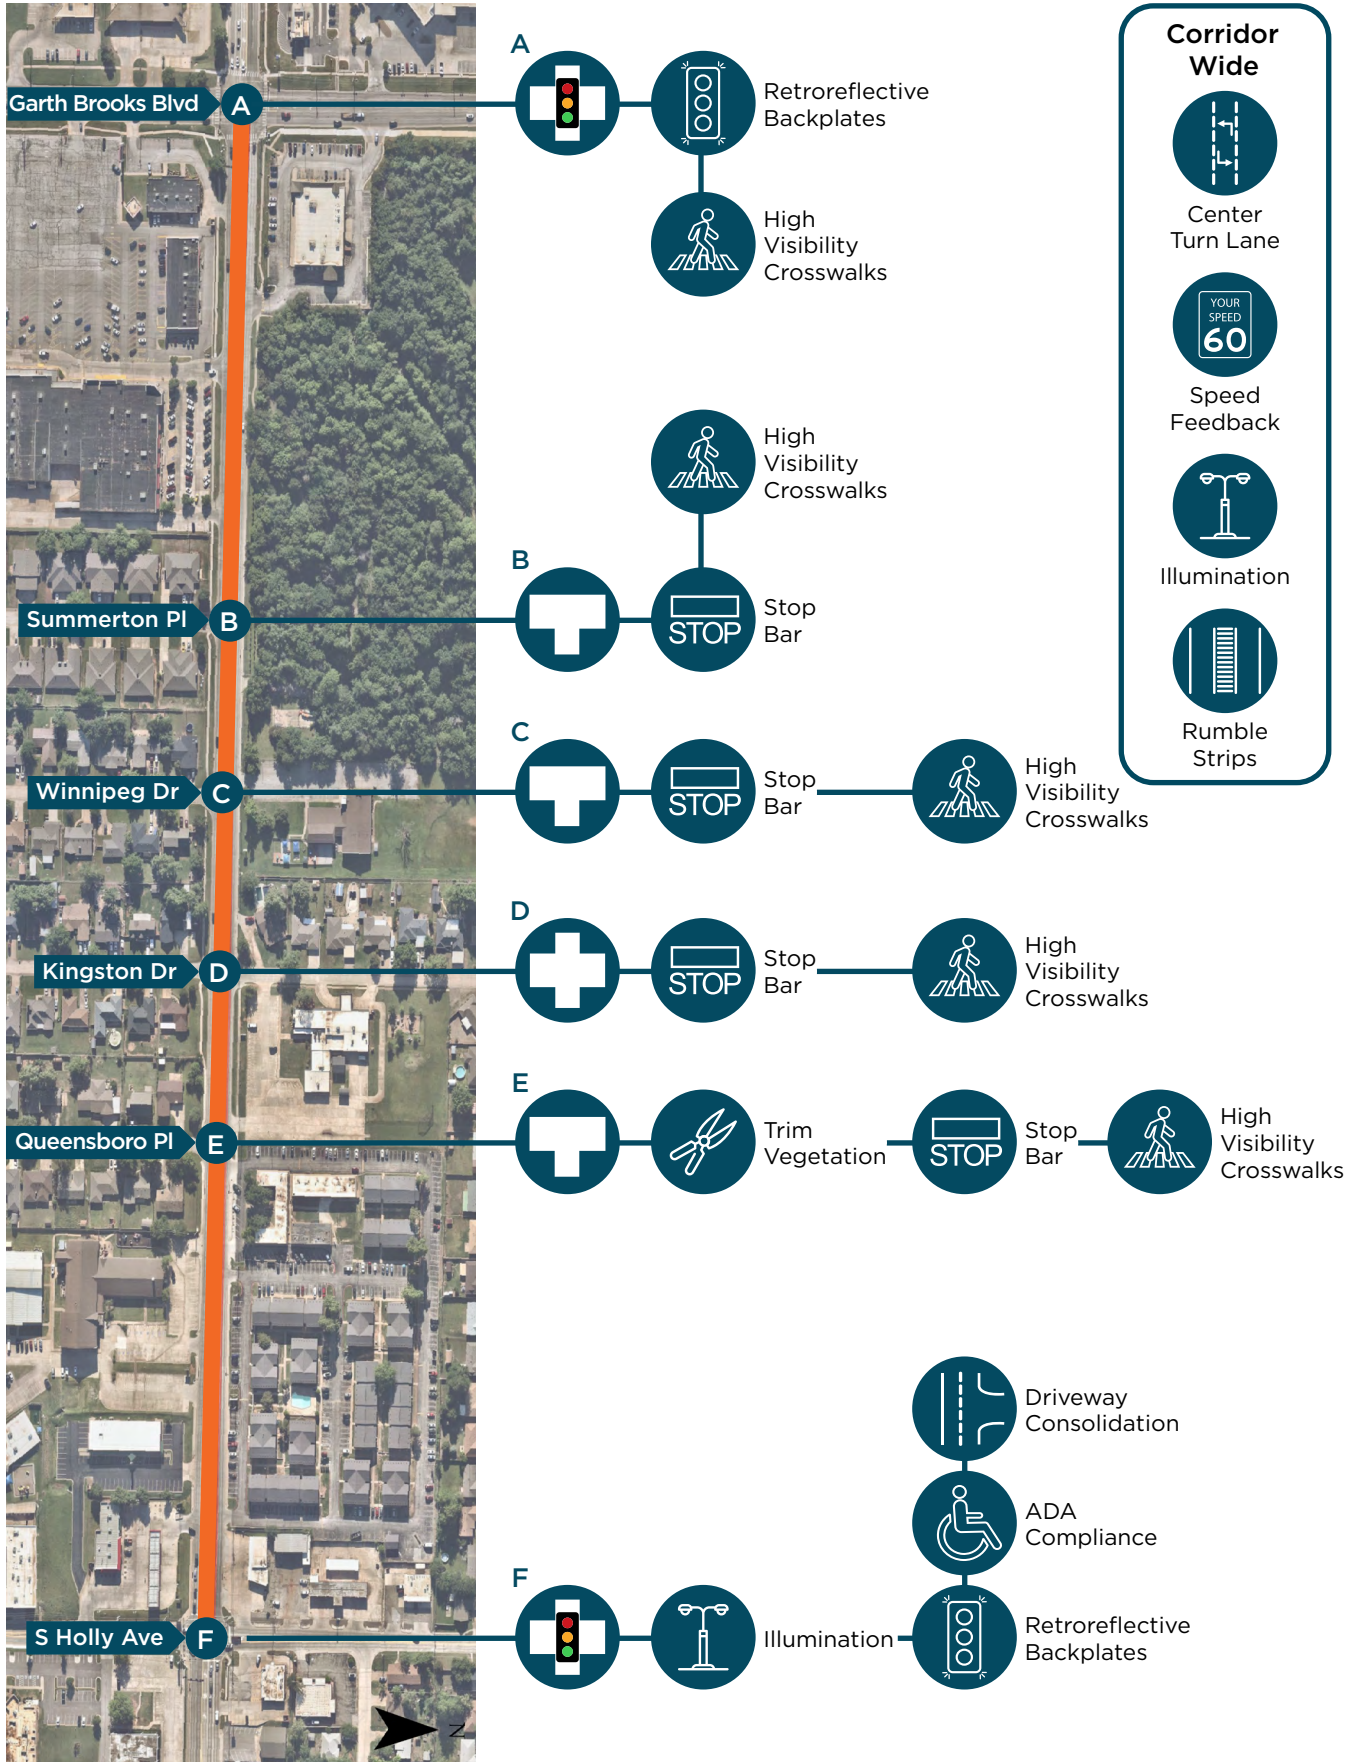 Corridor
Wide
Center
Turn Lane
YOUR
SPEED
60
Speed
Feedback
Illumination
Rumble
Strips
Garth Brooks Blvd
A
A
Retroreflective
Backplates
High
Visibility
Crosswalks
Summerton Pl
B
B
High
Visibility
Crosswalks
STOP
Stop
Bar
Winnipeg Dr
C
C
STOP
Stop
Bar
High
Visibility
Crosswalks
Kingston Dr
D
D
STOP
Stop
Bar
High
Visibility
Crosswalks
Queensboro Pl
E
E
Trim
Vegetation
STOP
Stop
Bar
High
Visibility
Crosswalks
S Holly Ave
F
F
Illumination
Driveway
Consolidation
ADA
Compliance
Retroreflective
Backplates
N